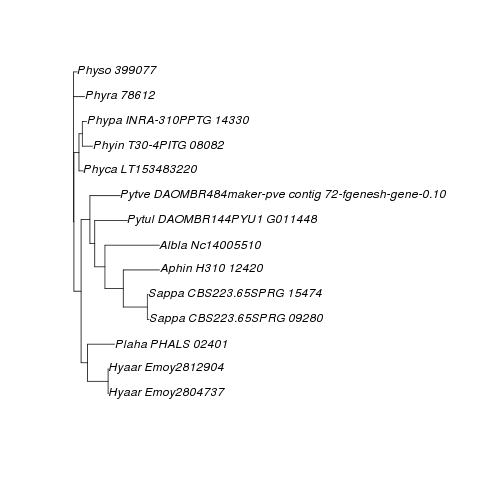 Physo 399077
Phyra 78612
Phypa INRA-310PPTG 14330
Phyin T30-4PITG 08082
Phyca LT153483220
Pytve DAOMBR484maker-pve contig 72-fgenesh-gene-0.10
Pytul DAOMBR144PYU1 G011448
Albla Nc14005510
Aphin H310 12420
Sappa CBS223.65SPRG 15474
Sappa CBS223.65SPRG 09280
Plaha PHALS 02401
Hyaar Emoy2812904
Hyaar Emoy2804737